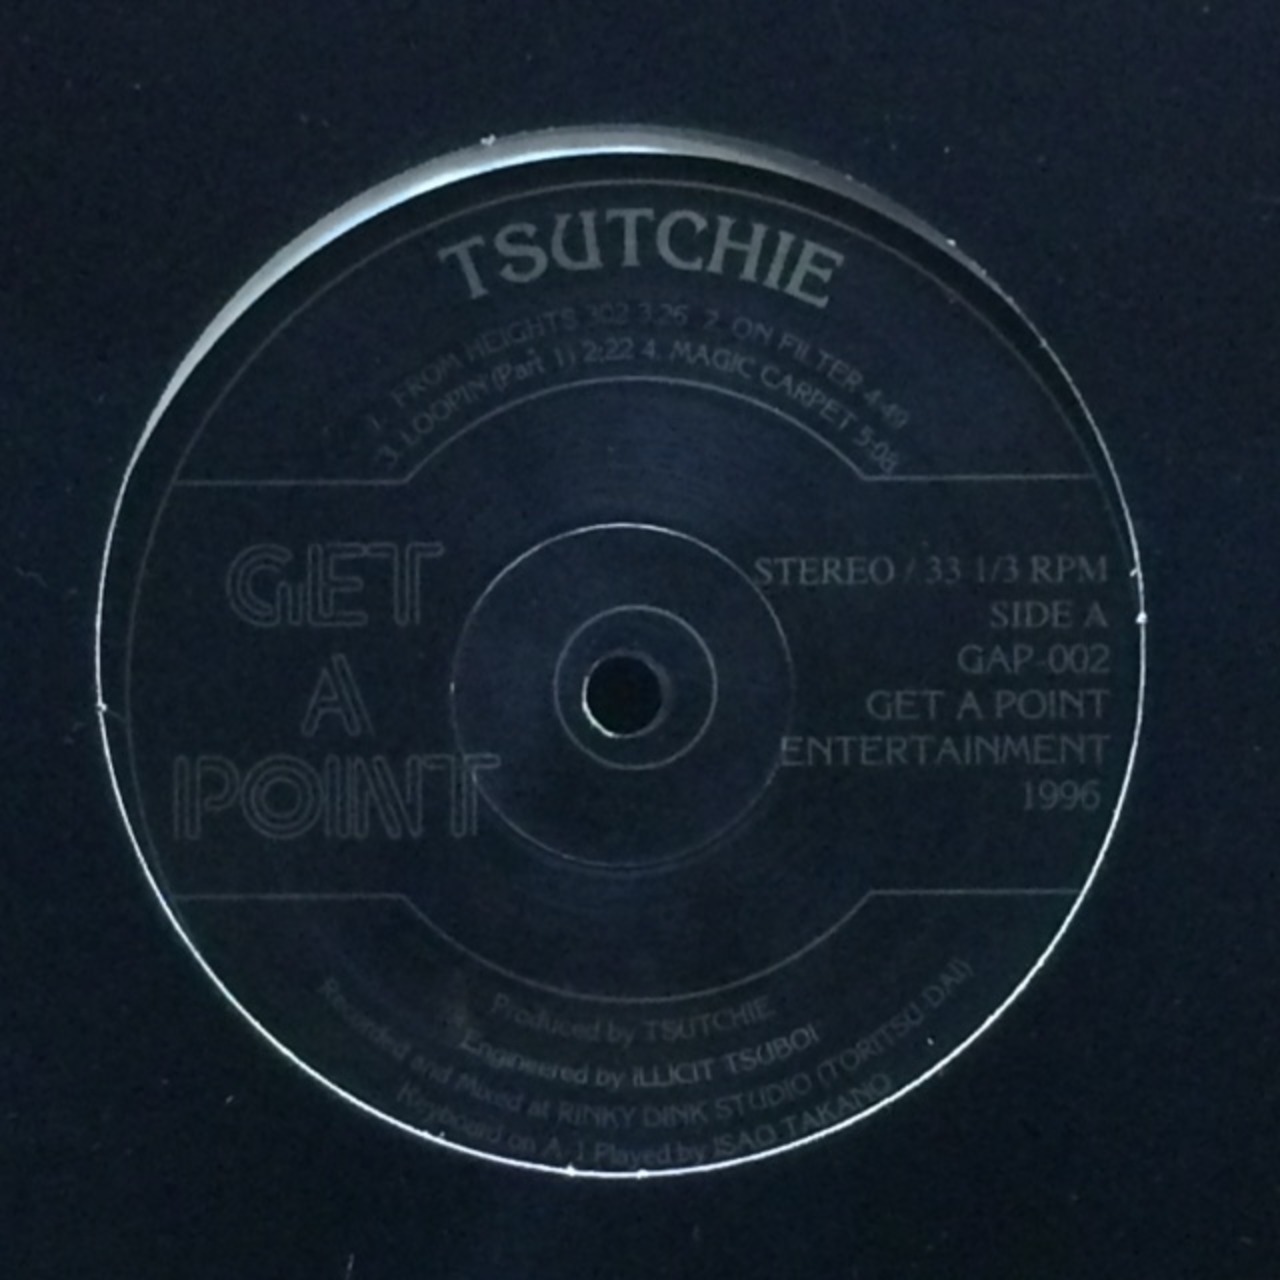 TSUTCHIE
1. FROM HEIGHTS 302 3:26 2. ON FILTER 4:49
3. LOOPIN' (Part 1) 2:22 4. MAGIC CARPET 5:08
GET
A
POINT
STEREO / 33 1/3 RPM
SIDE A
GAP-002
GET A POINT
ENTERTAINMENT
1996
Produced by TSUTCHIE
Engineered by ILLICIT TSUBOI
Recorded and Mixed at RINKY DINK STUDIO (TORITSU DAI)
Keyboard on A-1 Played by ISAO TAKANO